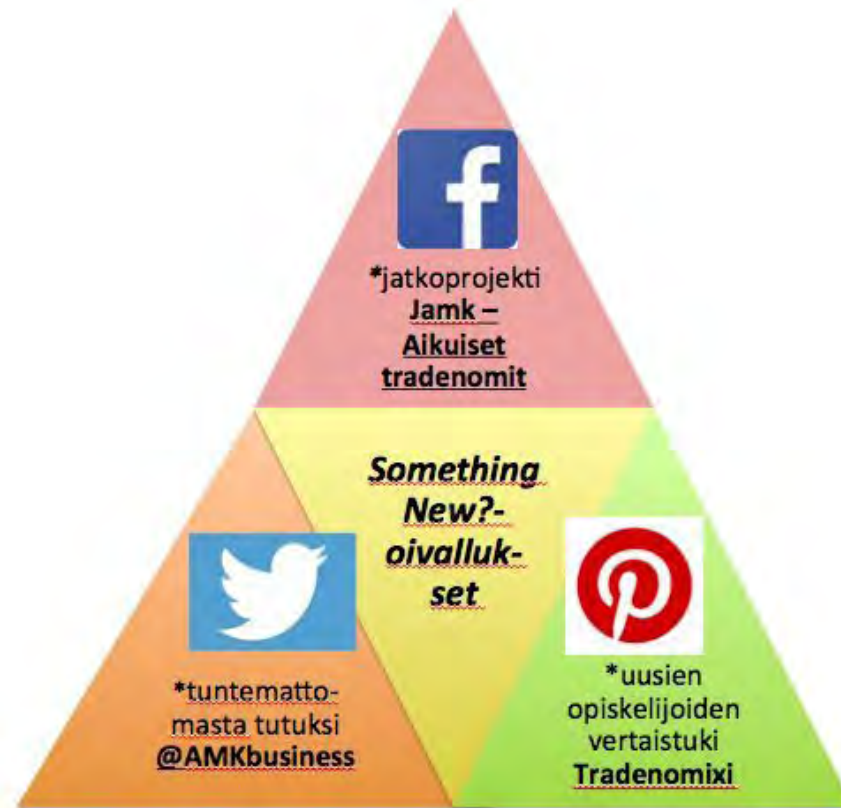 f
*jatkoprojekti
Jamk –
Aikuiset
tradenomit
Something
New?-
oivalluk-
set
*tuntematto-
masta tutuksi
@AMKbusiness
*uusien
opiskelijoiden
vertaistuki
Tradenomixi